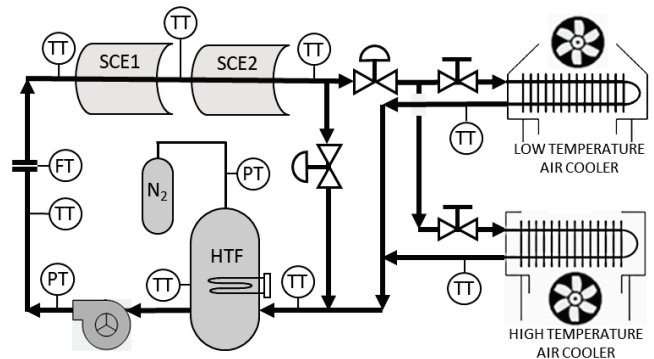 TT
TT
TT
SCE1
SCE2
TT
LOW TEMPERATURE
AIR COOLER
FT
N2
PT
TT
HTF
PT
TT
TT
TT
HIGH TEMPERATURE
AIR COOLER